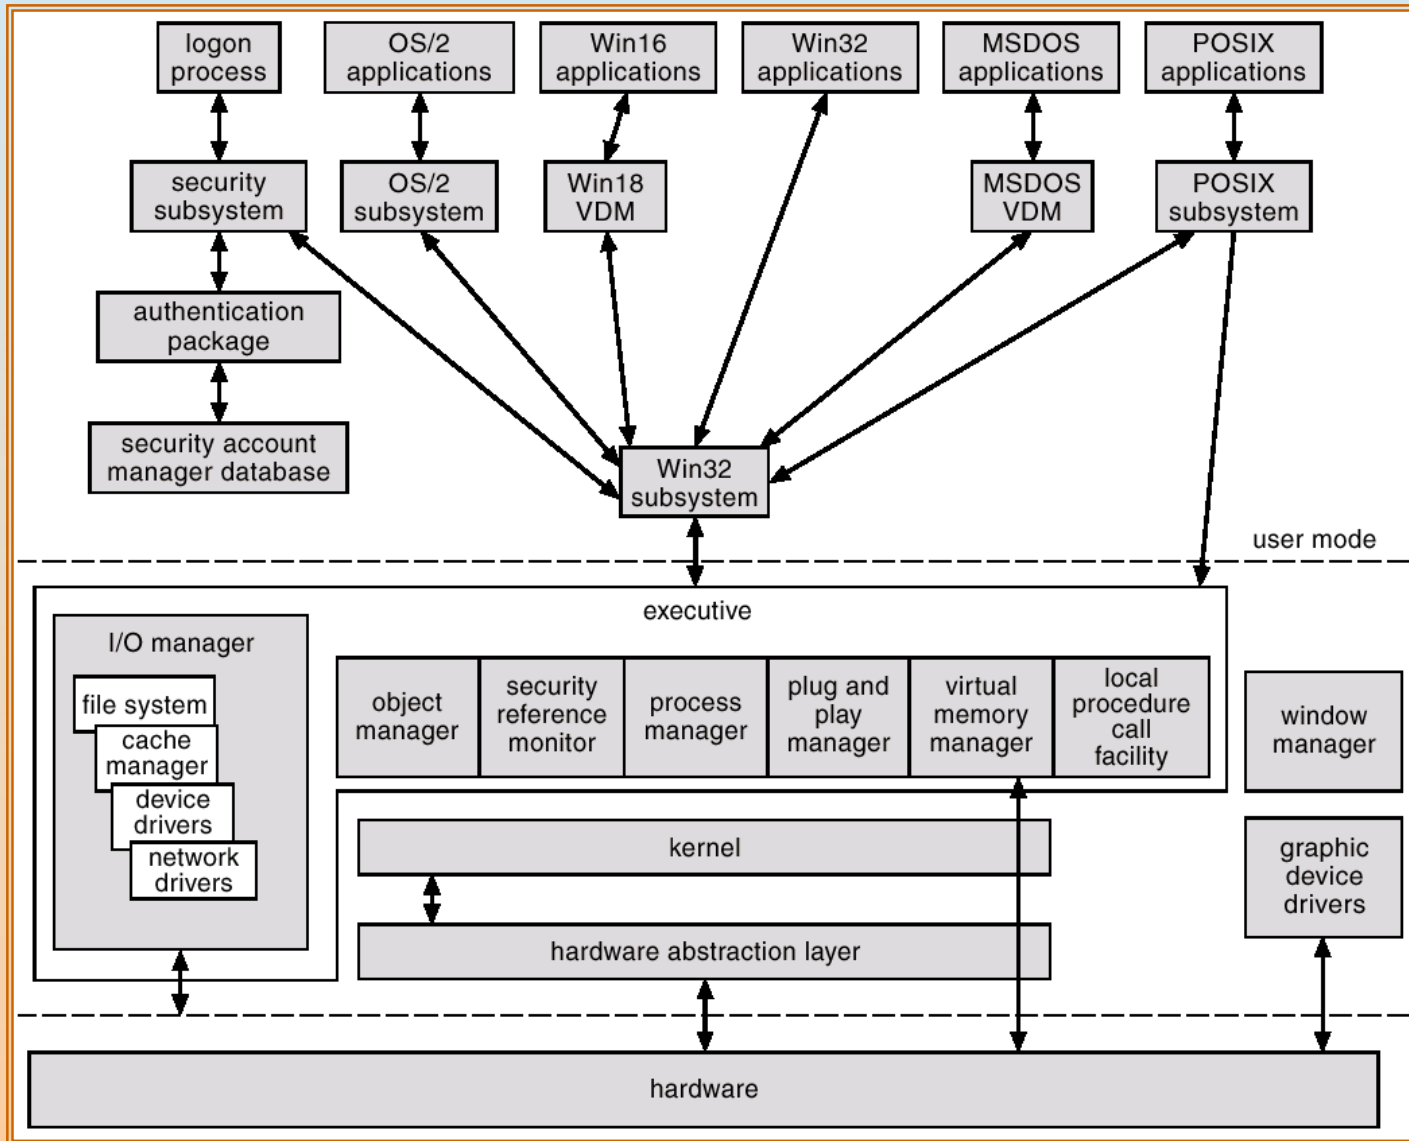 logon
process
OS/2
applications
Win16
applications
Win32
applications
MSDOS
applications
POSIX
applications
security
subsystem
OS/2
subsystem
Win18
VDM
MSDOS
VDM
POSIX
subsystem
authentication
package
security account
manager database
Win32
subsystem
user mode
executive
I/O manager
file system
cache
manager
device
drivers
network
drivers
object
manager
security
reference
monitor
process
manager
plug and
play
manager
virtual
memory
manager
local
procedure
call
facility
window
manager
kernel
graphic
device
drivers
hardware abstraction layer
hardware